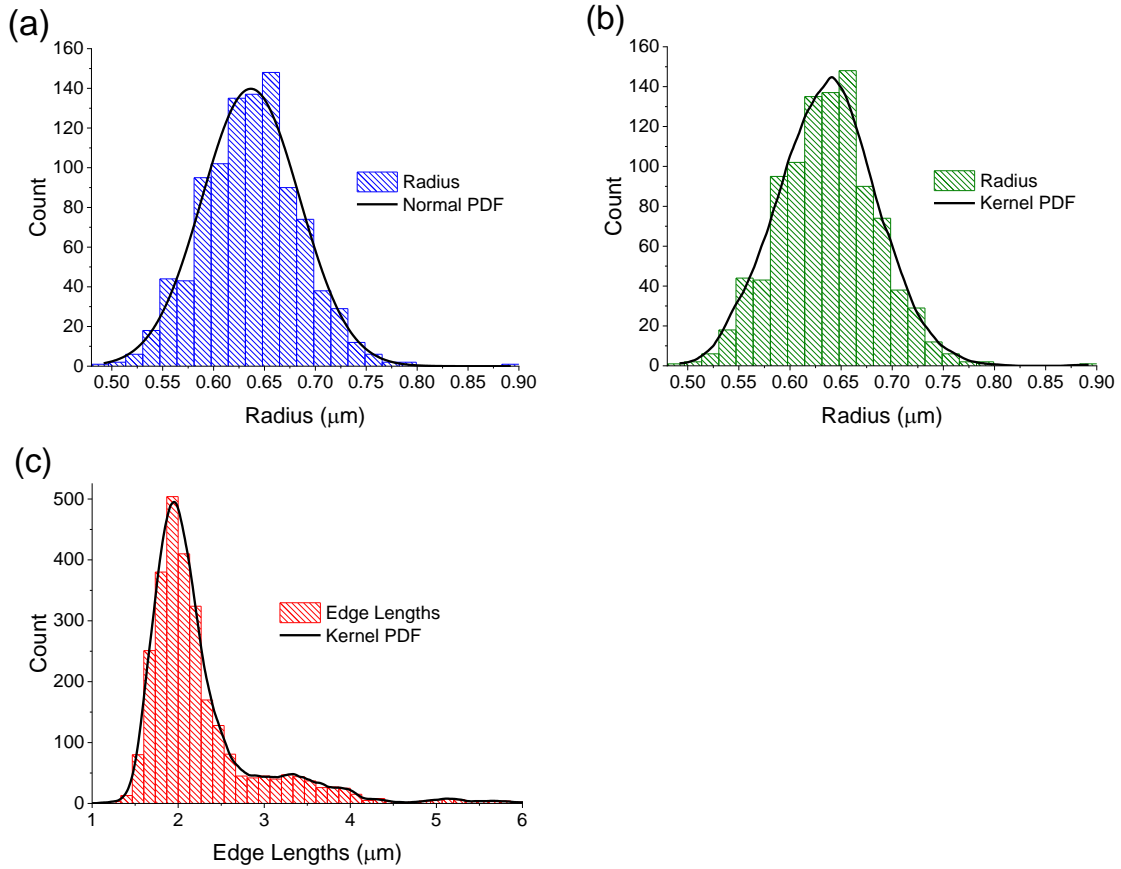 (a)
160
140
120
100
80
60
40
20
0
Count
0.50 0.55 0.60 0.65 0.70 0.75 0.80 0.85 0.90
Radius (μm)
Radius
Normal PDF
(b)
160
140
120
100
80
60
40
20
0
Count
0.50 0.55 0.60 0.65 0.70 0.75 0.80 0.85 0.90
Radius (μm)
Radius
Kernel PDF
(c)
500
400
300
200
100
0
Count
1 2 3 4 5 6
Edge Lengths (μm)
Edge Lengths
Kernel PDF